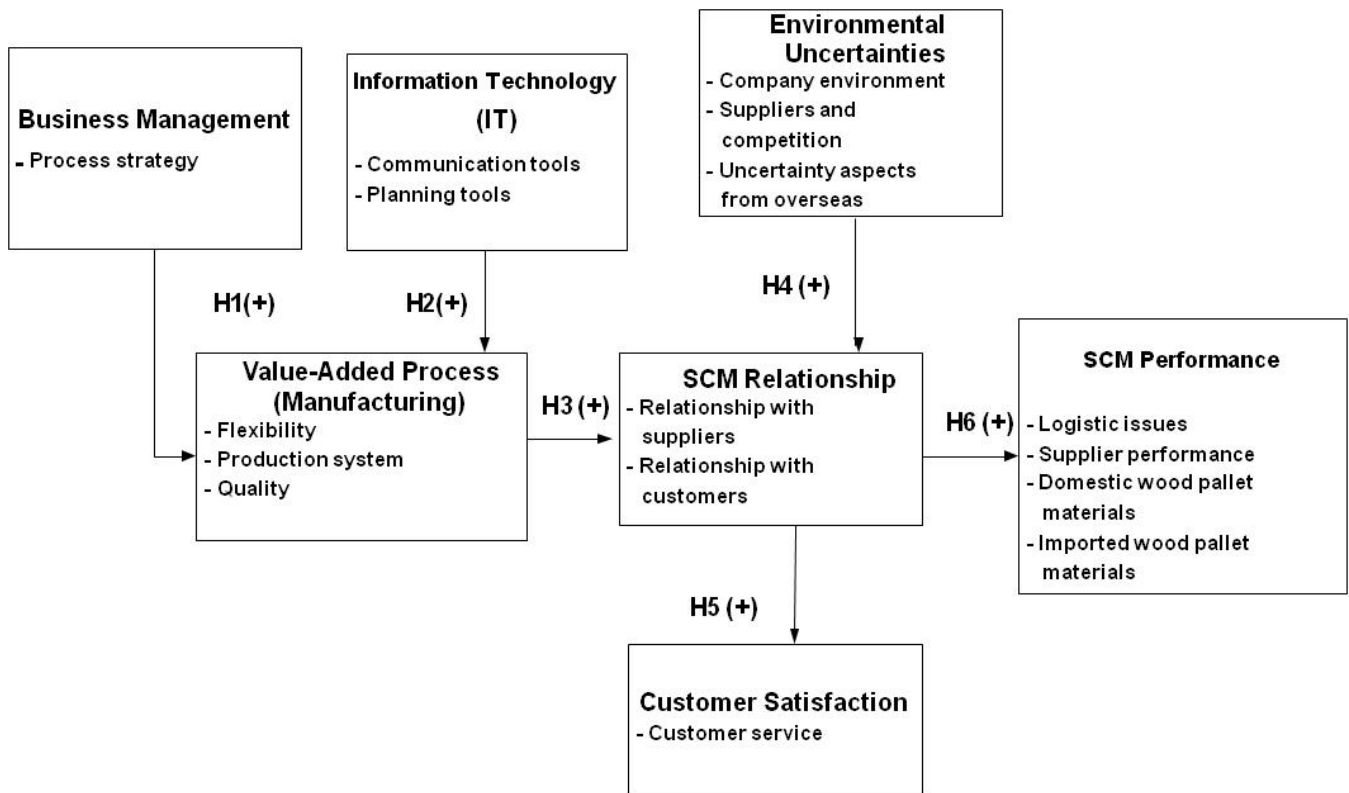 Business Management
- Process strategy
Information Technology
(IT)
- Communication tools
- Planning tools
Environmental
Uncertainties
- Company environment
- Suppliers and
competition
- Uncertainty aspects
from overseas
H1(+)
H2(+)
H4 (+)
Value-Added Process
(Manufacturing)
- Flexibility
- Production system
- Quality
H3 (+)
SCM Relationship
- Relationship with
suppliers
- Relationship with
customers
H6 (+)
SCM Performance
- Logistic issues
- Supplier performance
- Domestic wood pallet
materials
- Imported wood pallet
materials
H5 (+)
Customer Satisfaction
- Customer service